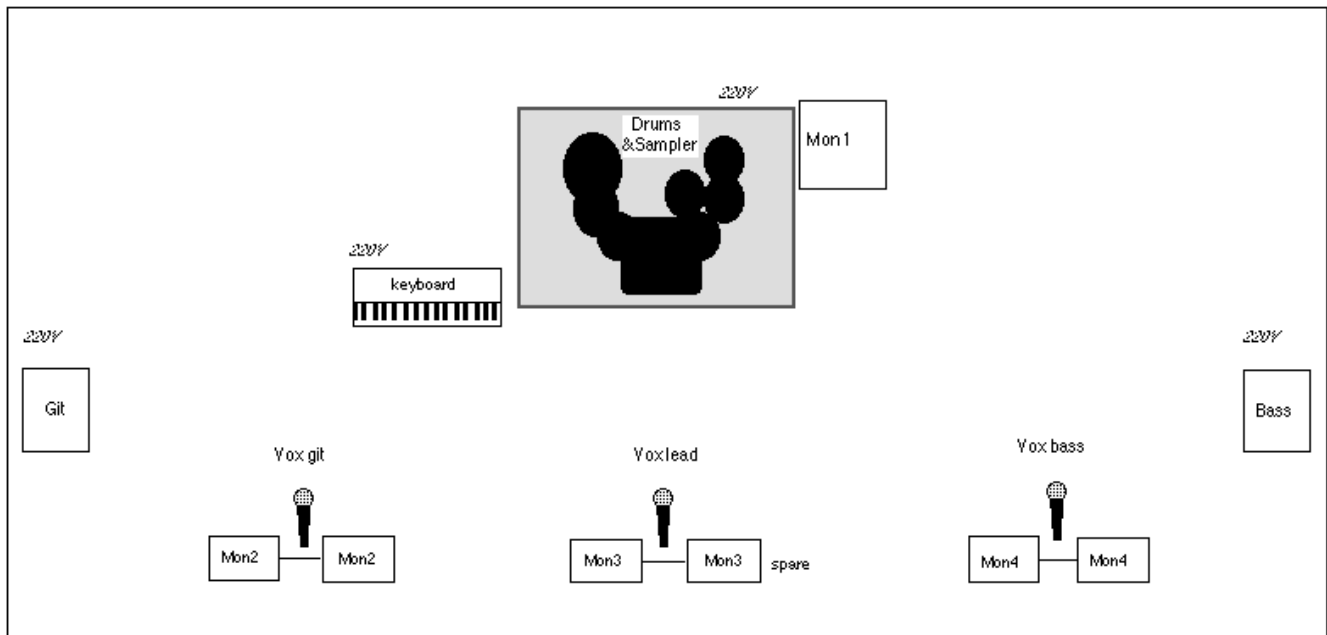 220V
Drums
&Sampler
Mon1
220V
keyboard
220V
220V
Git
Bass
Vox git
Vox lead
Vox bass
Mon2
Mon2
Mon3
Mon3
spare
Mon4
Mon4